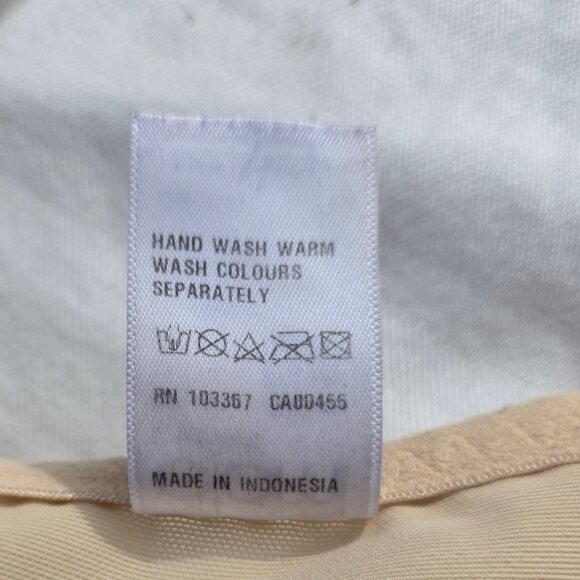 HAND WASH WARM
WASH COLOURS
SEPARATELY
RN 103367 CA00455
MADE IN INDONESIA